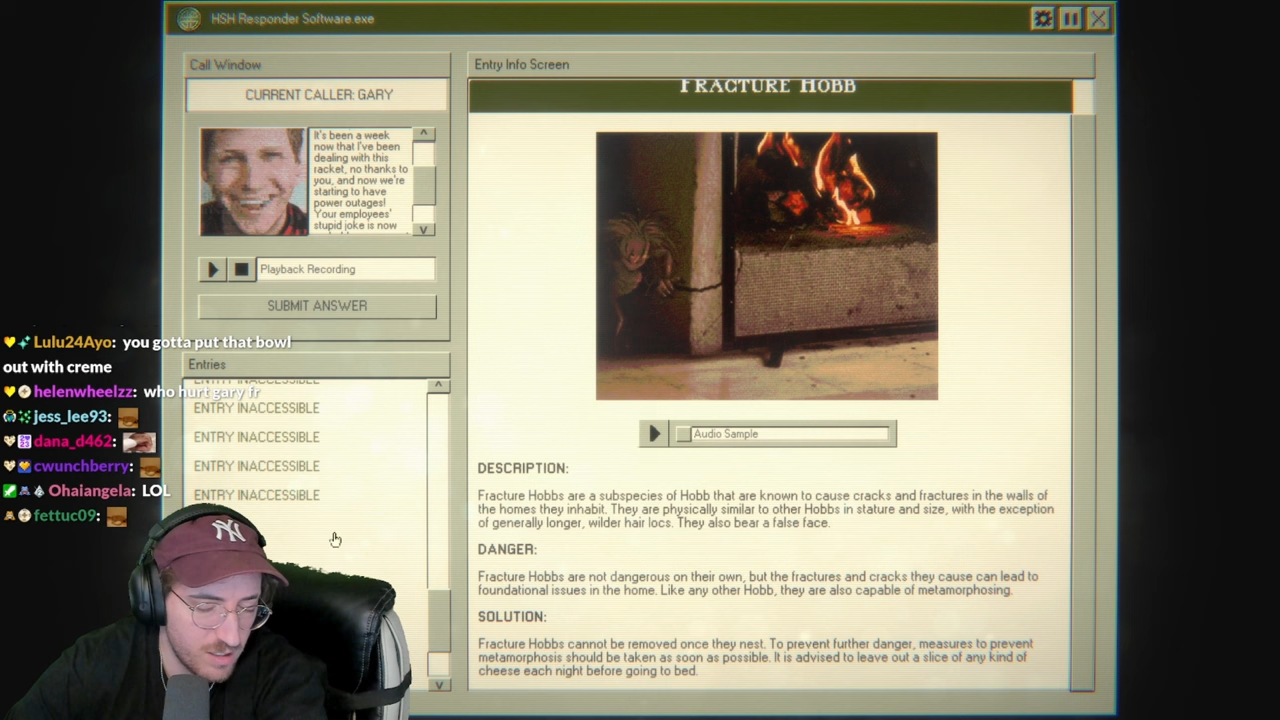 HSH Responder Software.exe
Call Window
CURRENT CALLER: GARY
It's been a week
now that I've been
dealing with this
racket, no thanks to
you, and now we're
starting to have
power outages!
Your employees'
stupid joke is now
Playback Recording
SUBMIT ANSWER
Entries
ENTRY INACCESSIBLE
ENTRY INACCESSIBLE
ENTRY INACCESSIBLE
ENTRY INACCESSIBLE
ENTRY INACCESSIBLE
Lulu24Ayo: you gotta put that bowl
out with creme
helenwheelzz: who hurt gary fr
jess_lee93:
dana_d462:
cwunchberry:
Ohaiangela: LOL
fettuc09:
NY
Entry Info Screen
FRACTURE HOBB
Audio Sample
DESCRIPTION:
Fracture Hobbs are a subspecies of Hobb that are known to cause cracks and fractures in the walls of
the homes they inhabit. They are physically similar to other Hobbs in stature and size, with the exception
of generally longer, wilder hair locs. They also bear a false face.
DANGER:
Fracture Hobbs are not dangerous on their own, but the fractures and cracks they cause can lead to
foundational issues in the home. Like any other Hobb, they are also capable of metamorphosing.
SOLUTION:
Fracture Hobbs cannot be removed once they nest. To prevent further danger, measures to prevent
metamorphosis should be taken as soon as possible. It is advised to leave out a slice of any kind of
cheese each night before going to bed.